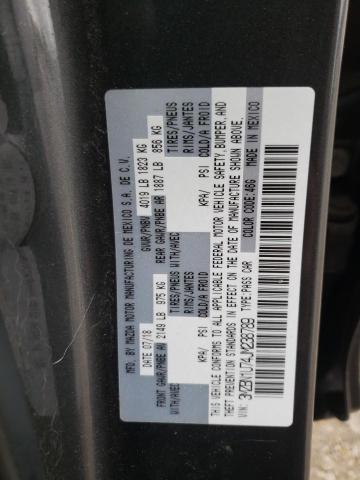 MFD. BY MAZDA MOTOR MANUFACTURING DE MEXICO S.A. DE C.V.
DATE 07/18 GVWR/PNBV 4019 LB 1823 KG
FRONT GAWR/PNBE AV 2149 LB 975 KG REAR GAWR/PNBE AR 1887 LB 856 KG
WITH/AVEC TIRES/PNEUS WITH/AVEC TIRES/PNEUS
RIMS/JANTES RIMS/JANTES
KPA/ PSI COLD/A FROID KPA/ PSI COLD/A FROID
THIS VEHICLE CONFORMS TO ALL APPLICABLE FEDERAL MOTOR VEHICLE SAFETY, BUMPER, AND
THEFT PREVENTION STANDARDS IN EFFECT ON THE DATE OF MANUFACTURE SHOWN ABOVE.
COLOR CODE:46G MADE IN MEXICO
TYPE:PASS CAR